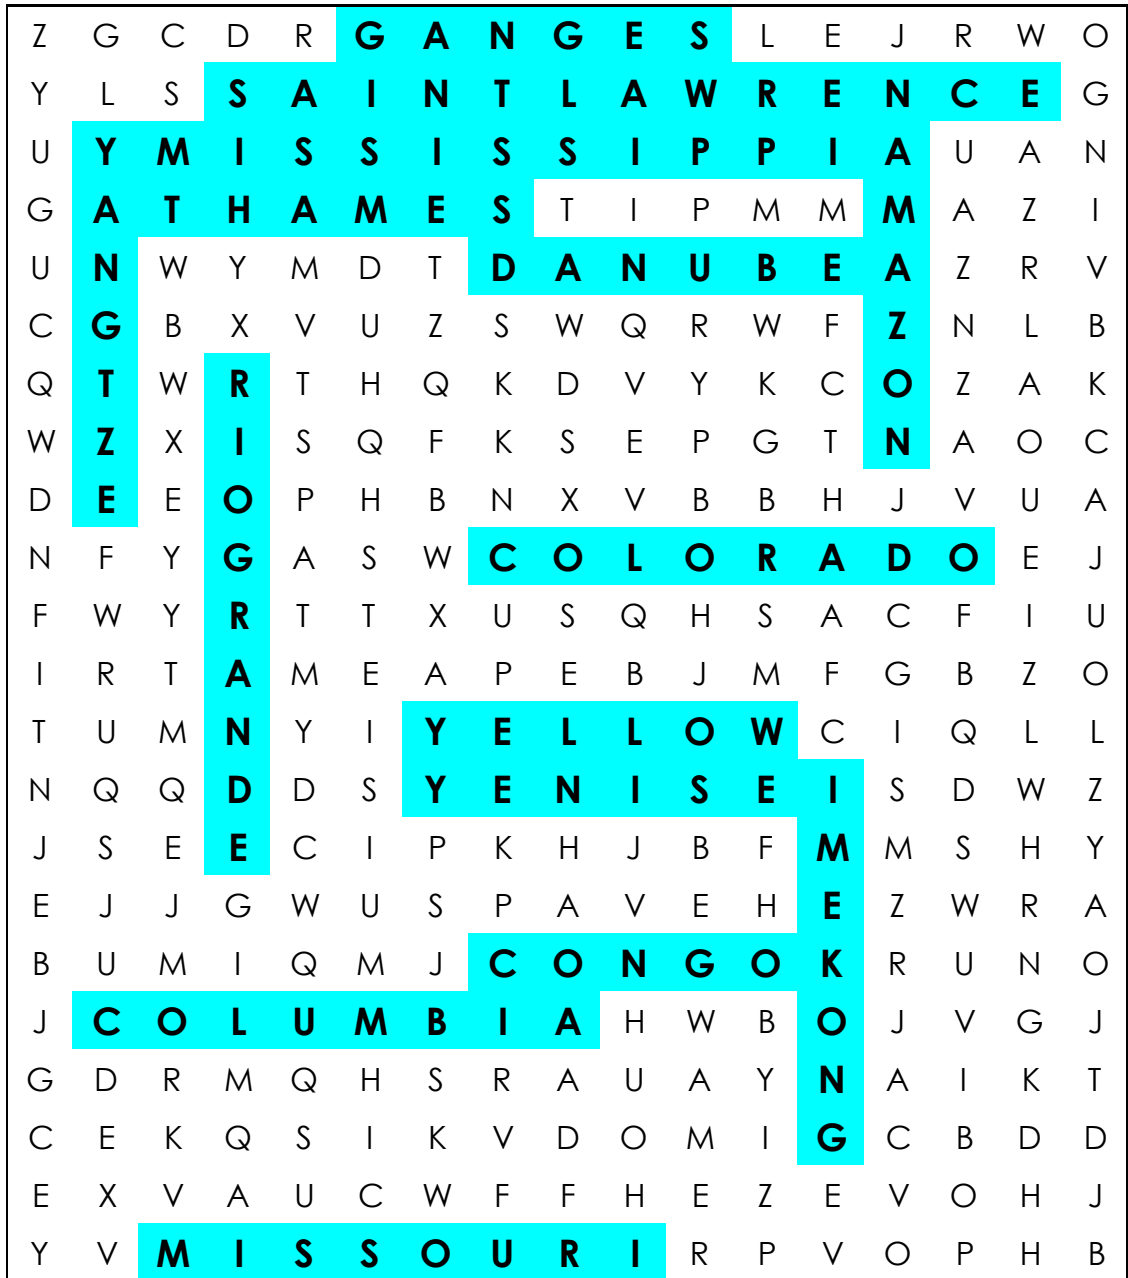 Z G C D R G A N G E S L E J R W O
Y L S S A I N T L A W R E N C E G
U Y M I S S I S S I P P I A U A N
G A T H A M E S T I P M M M A Z I
U N W Y M D T D A N U B E A Z R V
C G B X V U Z S W Q R W F Z N L B
Q T W R T H Q K D V Y K C O Z A K
W Z X I S Q F K S E P G T N A O C
D E E O P H B N X V B B H J V U A
N F Y G A S W C O L O R A D O E J
F W Y R T T X U S Q H S A C F I U
I R T A M E A P E B J M F G B Z O
T U M N Y I Y E L L O W C I Q L L
N Q Q D D S Y E N I S E I S D W Z
J S E E C I P K H J B F M M S H Y
E J J G W U S P A V E H E Z W R A
B U M I Q M J C O N G O K R U N O
J C O L U M B I A H W B O J V G J
G D R M Q H S R A U A Y N A I K T
C E K Q S I K V D O M I G C B D D
E X V A U C W F F H E Z E V O H J
Y V M I S S O U R I R P V O P H B